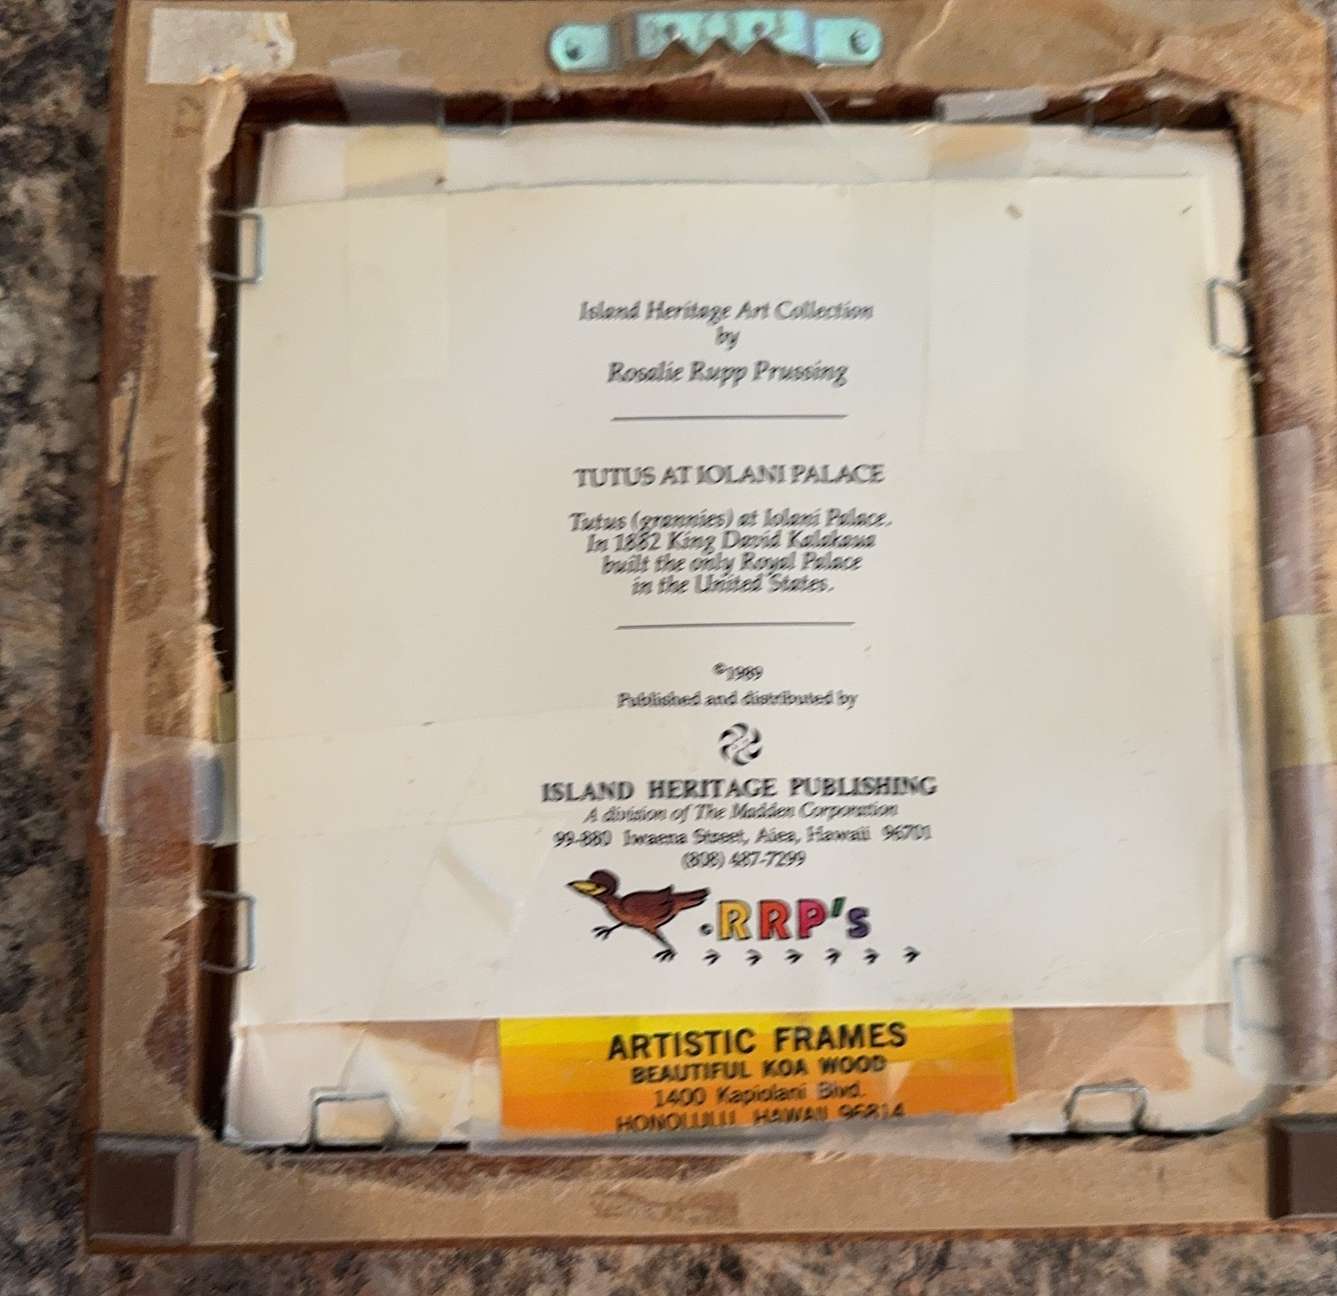 Island Heritage Art Collection
by
Rosalie Rupp Prussing
TUTUS AT IOLANI PALACE
Tutus (grannies) at Iolani Palace.
In 1882 King David Kalakaua
built the only Royal Palace
in the United States.
©1989
Published and distributed by
ISLAND HERITAGE PUBLISHING
A division of The Madden Corporation
99-880 Iwaena Street, Aiea, Hawaii 96701
(808) 487-7299
RRP's
ARTISTIC FRAMES
BEAUTIFUL KOA WOOD
1400 Kapiolani Blvd.
HONOLULU, HAWAII 96814